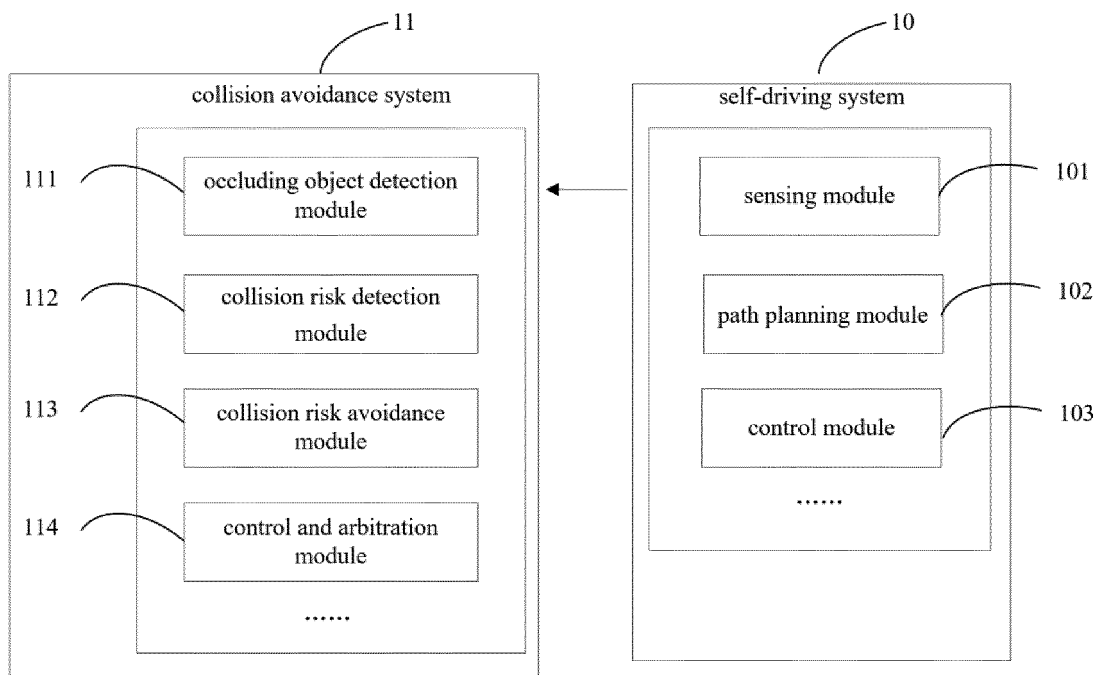 11
10
collision avoidance system
self-driving system
111
occluding object detection
module
101
sensing module
112
collision risk detection
module
102
path planning module
113
collision risk avoidance
module
103
control module
......
114
control and arbitration
module
......